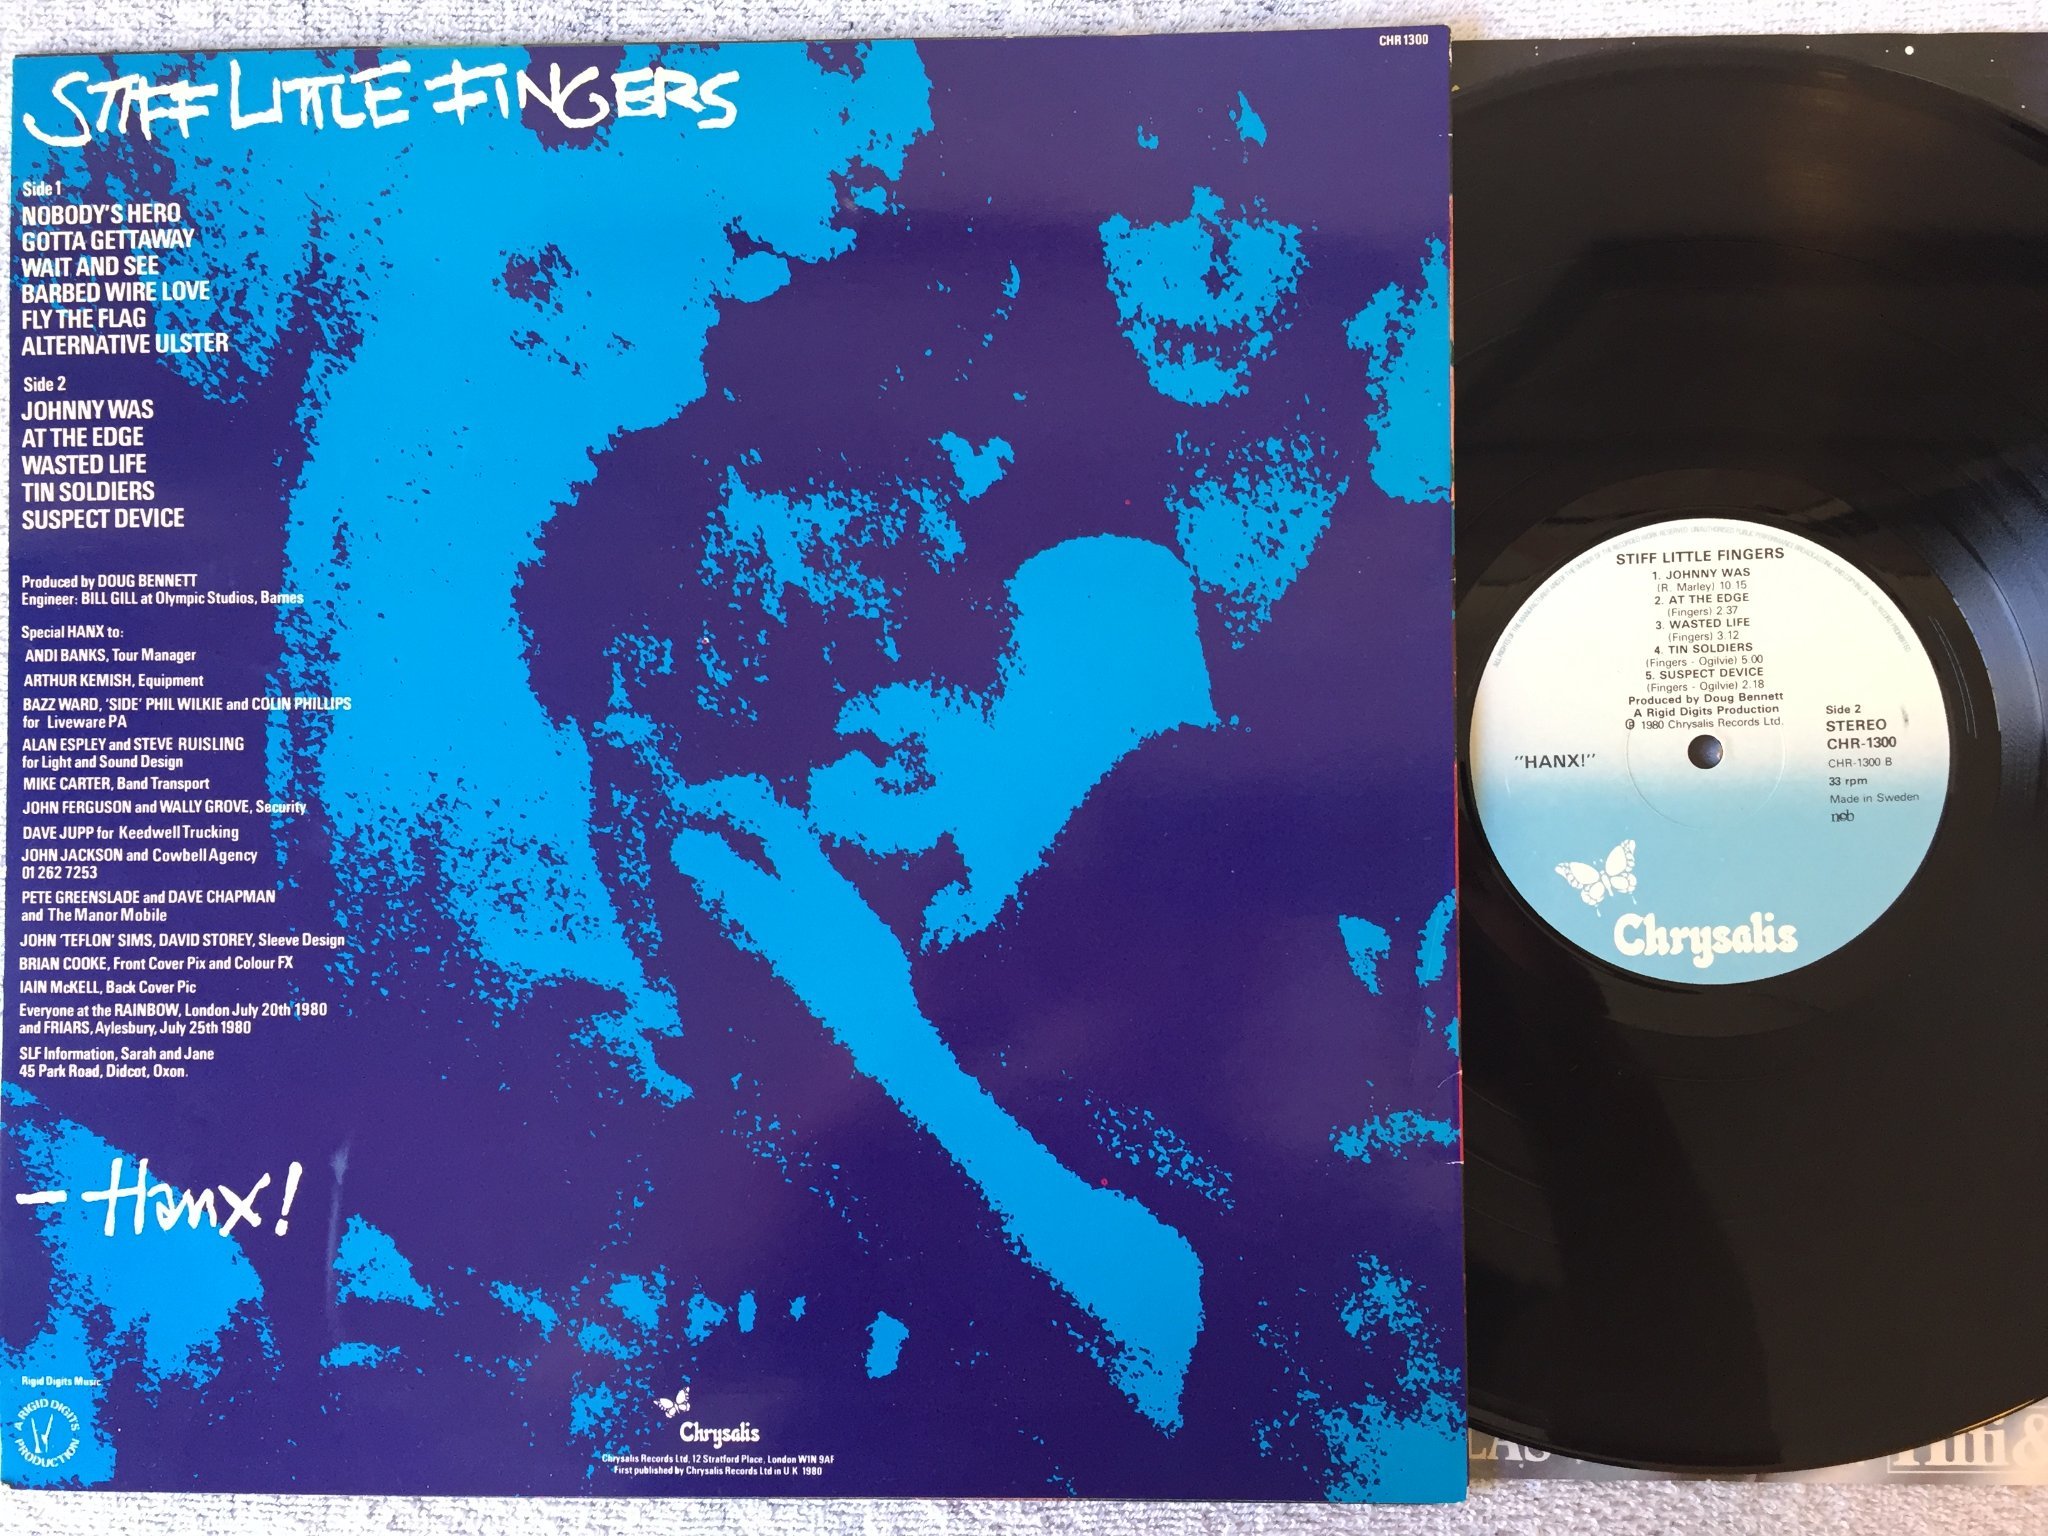 CHR 1300
STIFF LITTLE FINGERS
Side 1
NOBODY'S HERO
GOTTA GETTAWAY
WAIT AND SEE
BARBED WIRE LOVE
FLY THE FLAG
ALTERNATIVE ULSTER
Side 2
JOHNNY WAS
AT THE EDGE
WASTED LIFE
TIN SOLDIERS
SUSPECT DEVICE
Produced by DOUG BENNETT
Engineer: BILL GILL at Olympic Studios, Barnes
Special HANX to:
ANDI BANKS, Tour Manager
ARTHUR KEMISH, Equipment
BAZZ WARD, 'SIDE' PHIL WILKIE and COLIN PHILLIPS
for Liveware PA
ALAN ESPLEY and STEVE RUISLING
for Light and Sound Design
MIKE CARTER, Band Transport
JOHN FERGUSON and WALLY GROVE, Security
DAVE JUPP for Keedwell Trucking
JOHN JACKSON and Cowbell Agency
01 262 7253
PETE GREENSLADE and DAVE CHAPMAN
and The Manor Mobile
JOHN 'TEFLON' SIMS, DAVID STOREY, Sleeve Design
BRIAN COOKE, Front Cover Pix and Colour FX
IAIN McKELL, Back Cover Pic
Everyone at the RAINBOW, London July 20th 1980
and FRIARS, Aylesbury, July 25th 1980
SLF Information, Sarah and Jane
45 Park Road, Didcot, Oxon.
- Hanx!
Rigid Digits Music
A RIGID DIGITS PRODUCTION
Chrysalis
Chrysalis Records Ltd, 12 Stratford Place, London W1N 9AF
First published by Chrysalis Records Ltd in U.K 1980
STIFF LITTLE FINGERS
1. JOHNNY WAS
(R. Marley) 10.15
2. AT THE EDGE
(Fingers) 2.37
3. WASTED LIFE
(Fingers) 3.12
4. TIN SOLDIERS
(Fingers - Ogilvie) 5.00
5. SUSPECT DEVICE
(Fingers - Ogilvie) 2.18
Produced by Doug Bennett
A Rigid Digits Production
℗ 1980 Chrysalis Records Ltd.
"HANX!"
Side 2
STEREO
CHR-1300
CHR-1300 B
33 rpm
Made in Sweden
ncb
Chrysalis